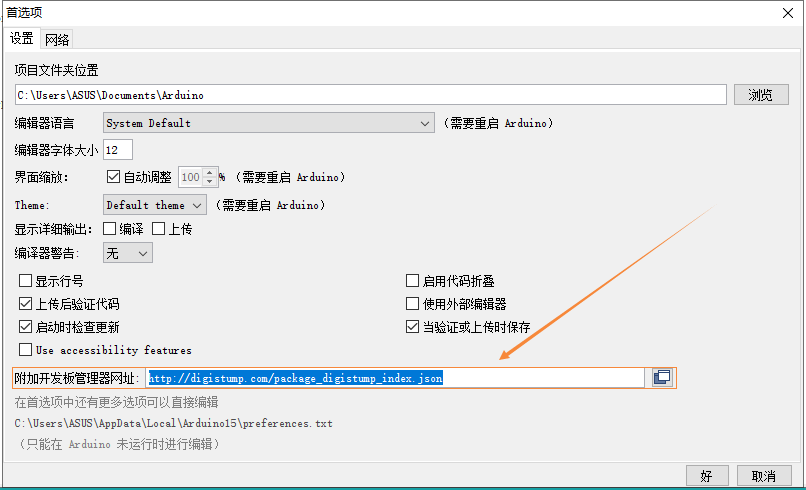 首选项
设置 网络
项目文件夹位置
C:\Users\ASUS\Documents\Arduino 浏览
编辑器语言 System Default （需要重启 Arduino）
编辑器字体大小 12
界面缩放： 自动调整 100 % （需要重启 Arduino）
Theme: Default theme （需要重启 Arduino）
显示详细输出： 编译 上传
编译器警告: 无
显示行号 启用代码折叠
上传后验证代码 使用外部编辑器
启动时检查更新 当验证或上传时保存
Use accessibility features
附加开发板管理器网址: http://digistump.com/package_digistump_index.json
在首选项中还有更多选项可以直接编辑
C:\Users\ASUS\AppData\Local\Arduino15\preferences.txt
（只能在 Arduino 未运行时进行编辑）
好 取消